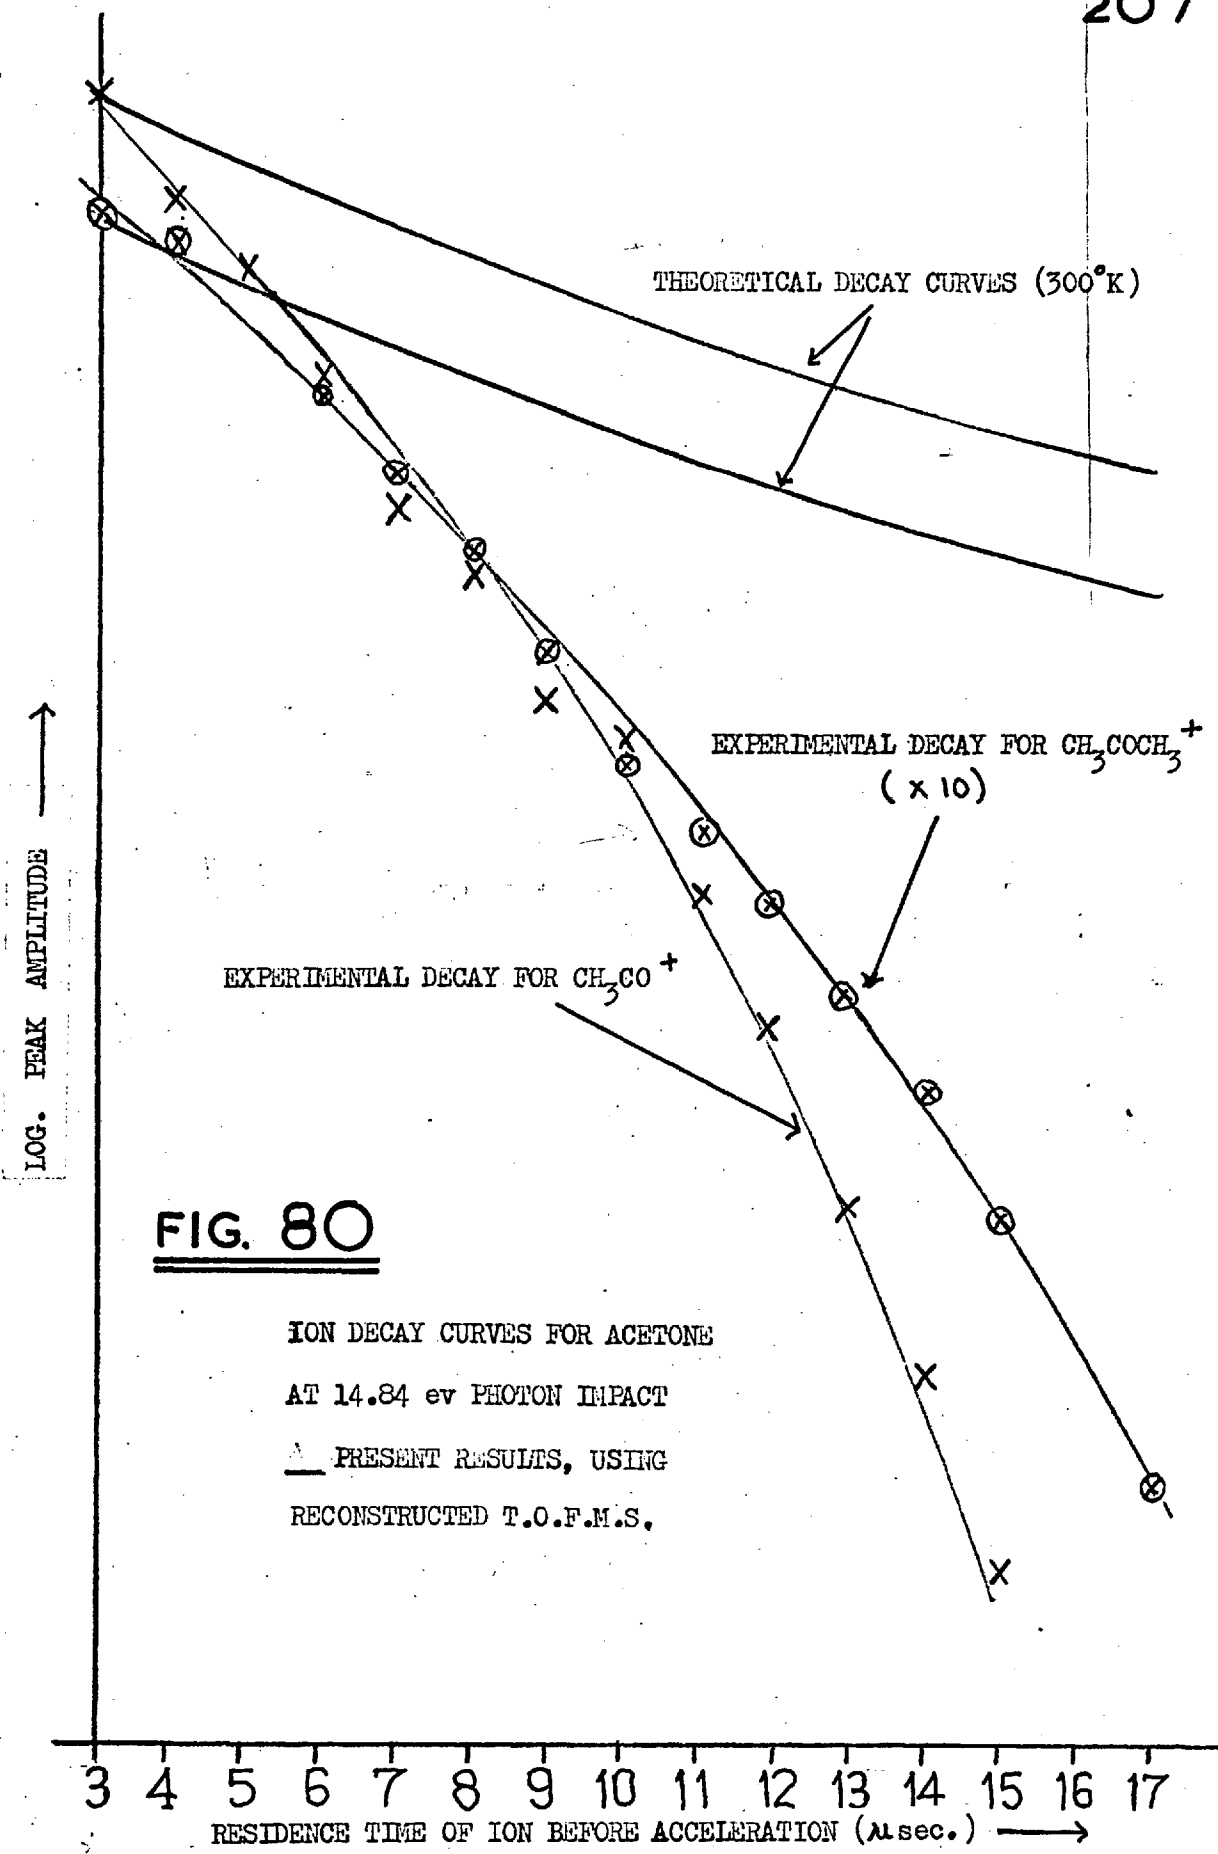 207
THEORETICAL DECAY CURVES (300°K)
EXPERIMENTAL DECAY FOR CH₃COCH₃⁺
( x 10)
EXPERIMENTAL DECAY FOR CH₃CO⁺
LOG. PEAK AMPLITUDE
FIG. 80
ION DECAY CURVES FOR ACETONE
AT 14.84 ev PHOTON IMPACT
PRESENT RESULTS, USING
RECONSTRUCTED T.O.F.M.S.
3 4 5 6 7 8 9 10 11 12 13 14 15 16 17
RESIDENCE TIME OF ION BEFORE ACCELERATION (μsec.)